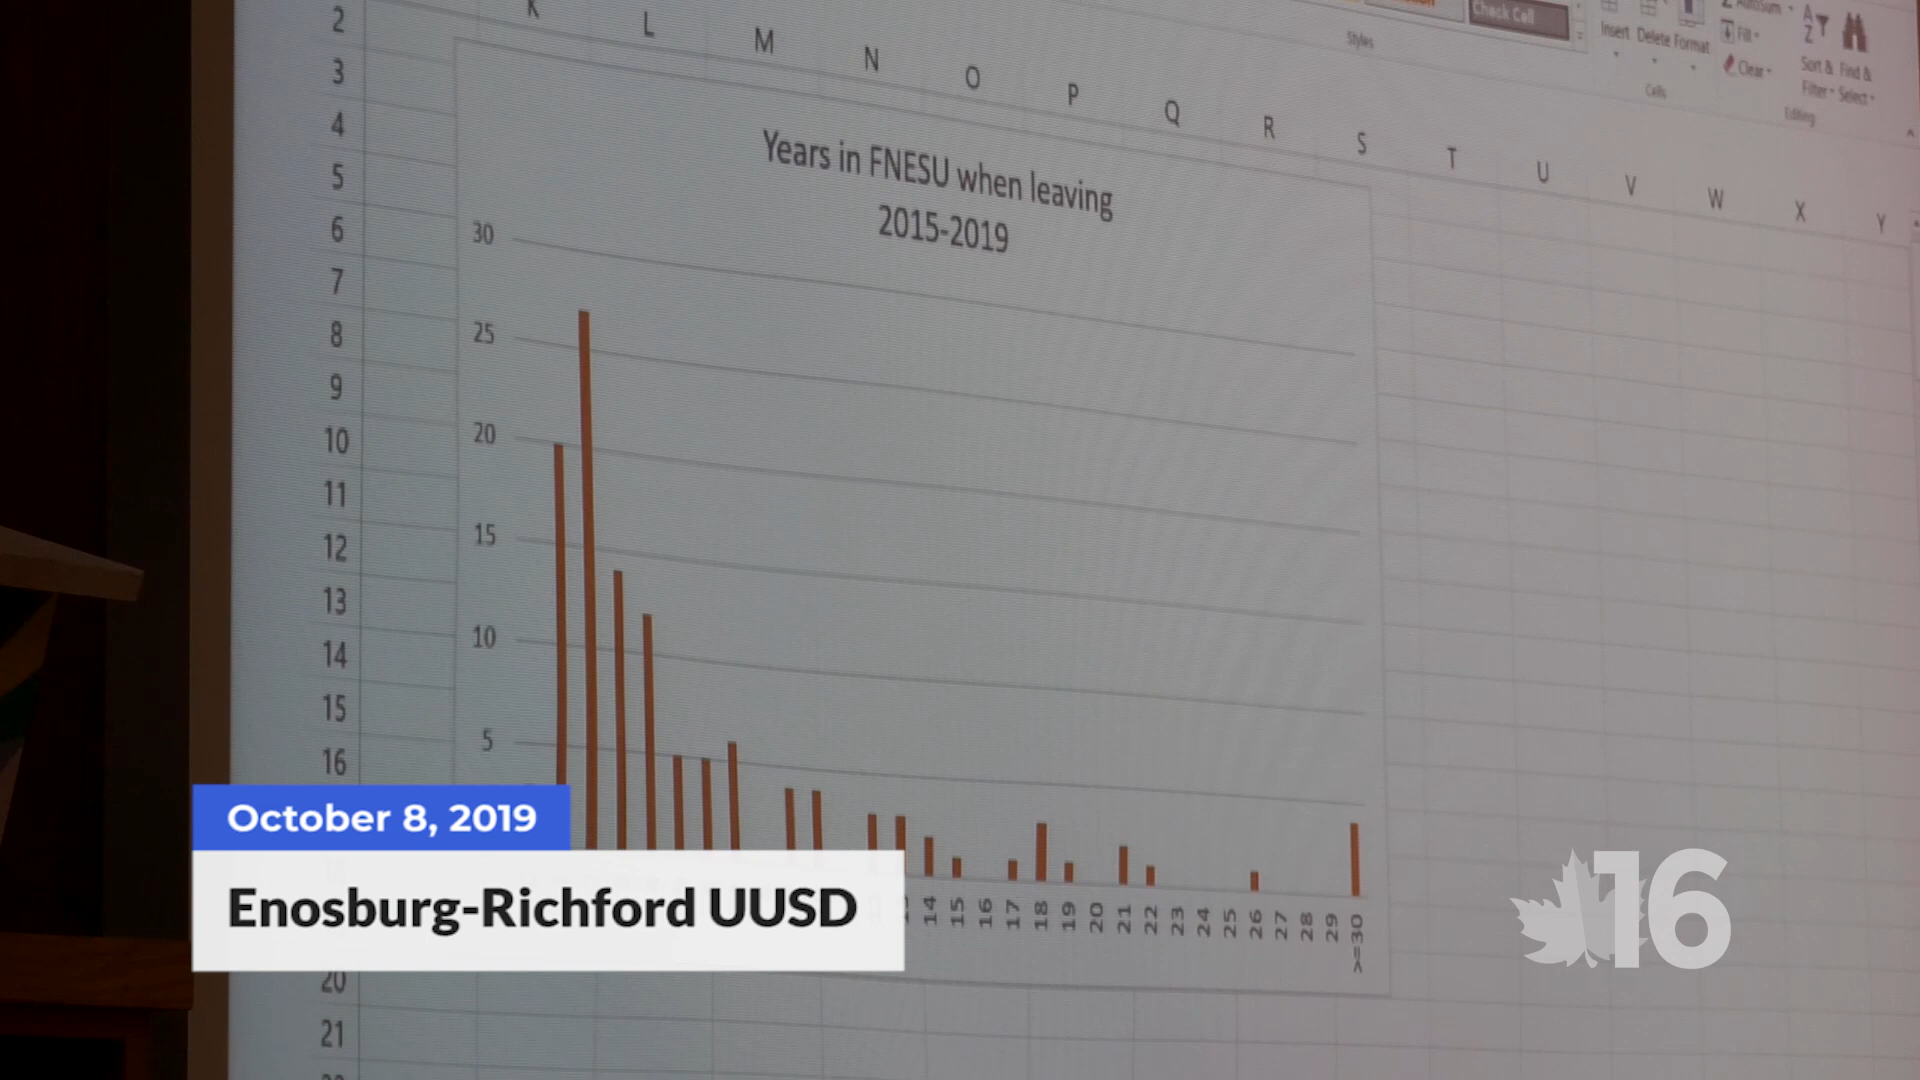 AutoSum
Check Cell
Insert Delete Format
Fill
Clear
Sort & Find &
Filter Select
Styles
Cells
Editing
K L M N O P Q R S T U V W X Y
2
3
4
5
6
7
8
9
10
11
12
13
14
15
16
20
21
Years in FNESU when leaving
2015-2019
30
25
20
15
10
5
14 15 16 17 18 19 20 21 22 23 24 25 26 27 28 29 >=30
October 8, 2019
Enosburg-Richford UUSD
16